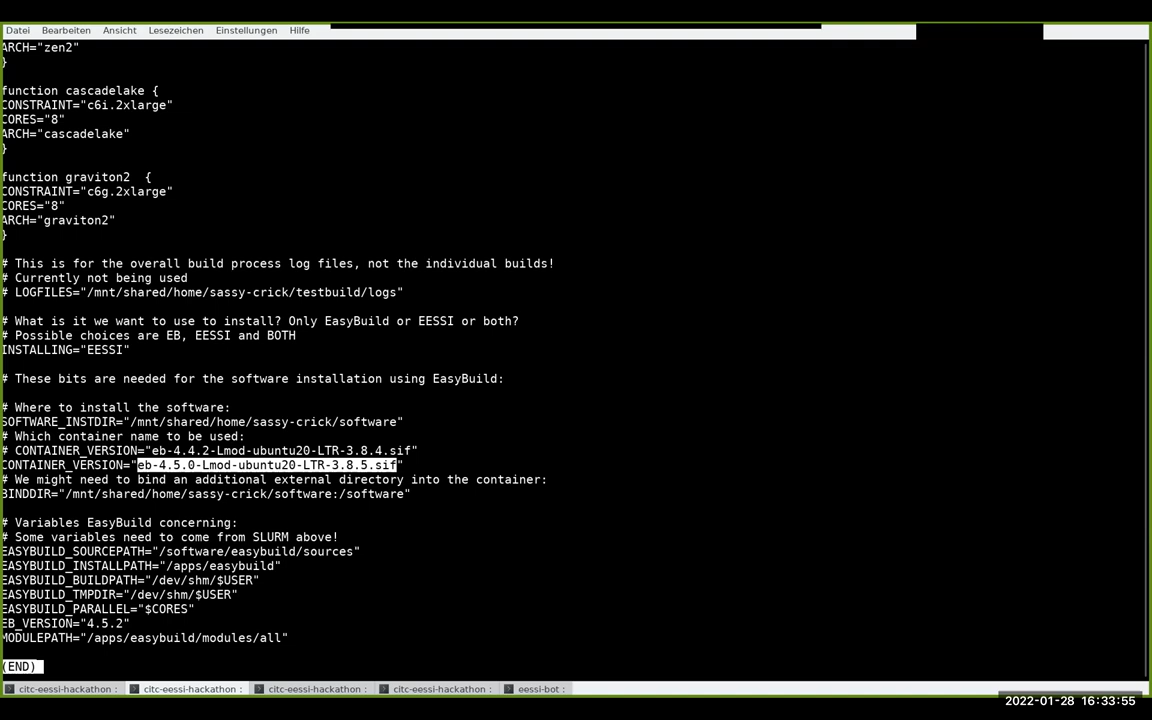 Datei Bearbeiten Ansicht Lesezeichen Einstellungen Hilfe
ARCH="zen2"
}
function cascadelake {
CONSTRAINT="c6i.2xlarge"
CORES="8"
ARCH="cascadelake"
}
function graviton2  {
CONSTRAINT="c6g.2xlarge"
CORES="8"
ARCH="graviton2"
}
# This is for the overall build process log files, not the individual builds!
# Currently not being used
# LOGFILES="/mnt/shared/home/sassy-crick/testbuild/logs"
# What is it we want to use to install? Only EasyBuild or EESSI or both?
# Possible choices are EB, EESSI and BOTH
INSTALLING="EESSI"
# These bits are needed for the software installation using EasyBuild:
# Where to install the software:
SOFTWARE_INSTDIR="/mnt/shared/home/sassy-crick/software"
# Which container name to be used:
# CONTAINER_VERSION="eb-4.4.2-Lmod-ubuntu20-LTR-3.8.4.sif"
CONTAINER_VERSION="eb-4.5.0-Lmod-ubuntu20-LTR-3.8.5.sif"
# We might need to bind an additional external directory into the container:
BINDDIR="/mnt/shared/home/sassy-crick/software:/software"
# Variables EasyBuild concerning:
# Some variables need to come from SLURM above!
EASYBUILD_SOURCEPATH="/software/easybuild/sources"
EASYBUILD_INSTALLPATH="/apps/easybuild"
EASYBUILD_BUILDPATH="/dev/shm/$USER"
EASYBUILD_TMPDIR="/dev/shm/$USER"
EASYBUILD_PARALLEL="$CORES"
EB_VERSION="4.5.2"
MODULEPATH="/apps/easybuild/modules/all"
(END)
citc-eessi-hackathon : citc-eessi-hackathon : citc-eessi-hackathon : citc-eessi-hackathon : eessi-bot :
2022-01-28 16:33:55